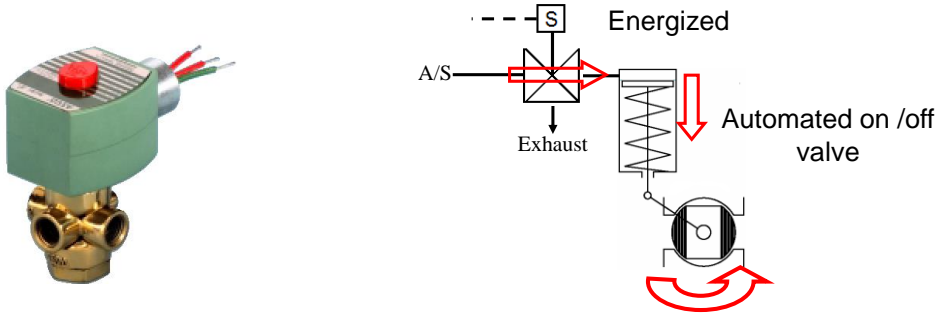 S
Energized
A/S
Exhaust
Automated on /off
valve